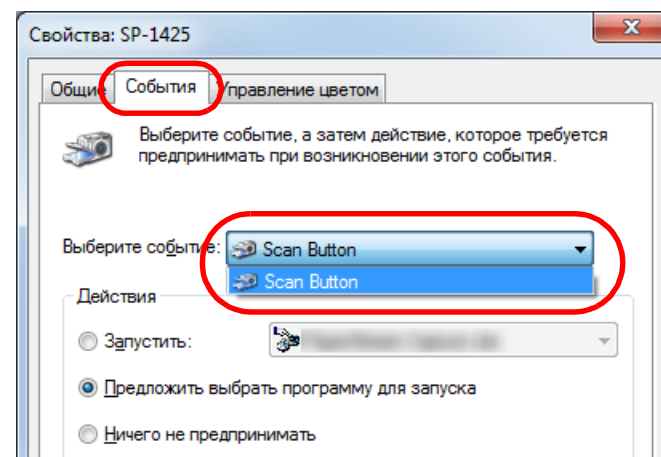 Свойства: SP-1425
Общие События Управление цветом
Выберите событие, а затем действие, которое требуется
предпринимать при возникновении этого события.
Выберите событие: Scan Button
Scan Button
Действия
Запустить:
Предложить выбрать программу для запуска
Ничего не предпринимать